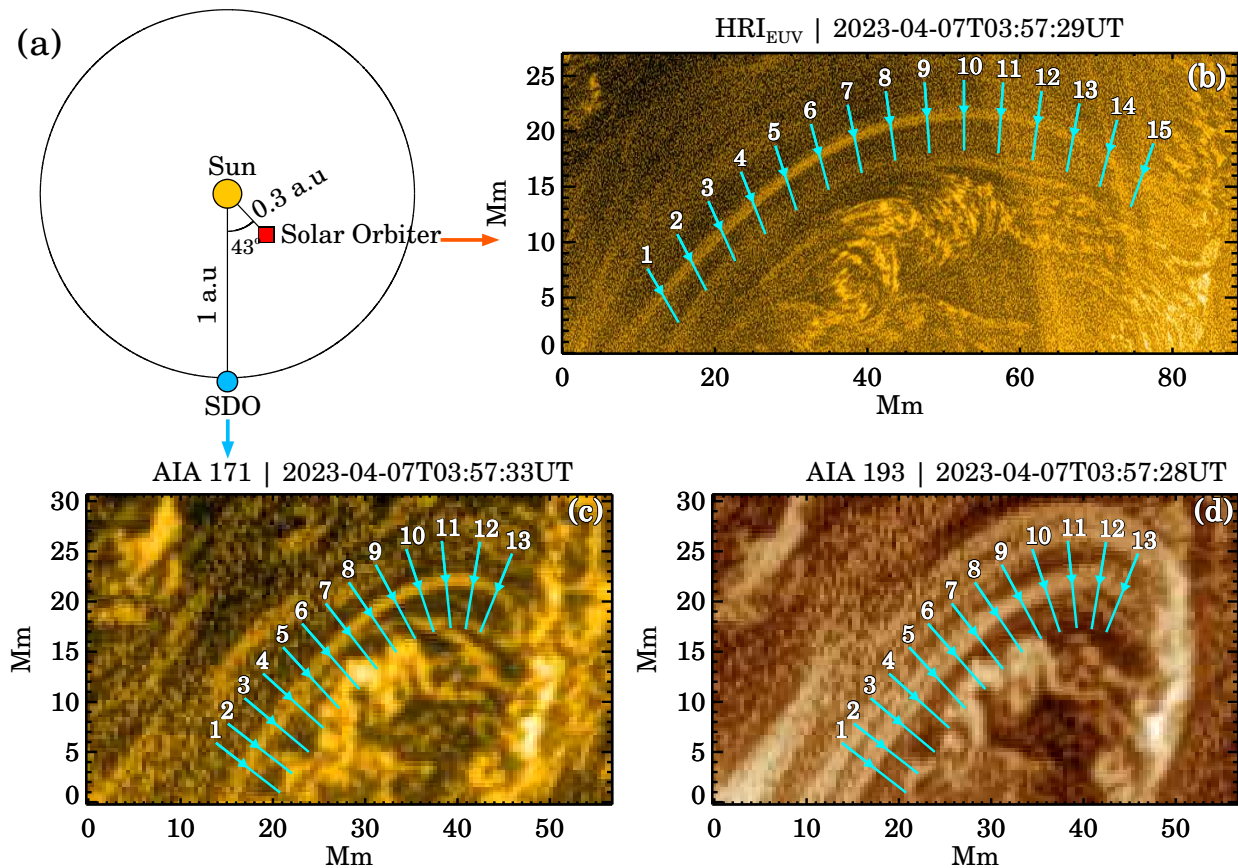 (a)
Sun
0.3 a.u
43°
Solar Orbiter
1 a.u
SDO
HRI_EUV | 2023-04-07T03:57:29UT
(b)
Mm
25
20
15
10
5
0
1 2 3 4 5 6 7 8 9 10 11 12 13 14 15
0 20 40 60 80
Mm
AIA 171 | 2023-04-07T03:57:33UT
(c)
Mm
30
25
20
15
10
5
0
1 2 3 4 5 6 7 8 9 10 11 12 13
0 10 20 30 40 50
Mm
AIA 193 | 2023-04-07T03:57:28UT
(d)
Mm
30
25
20
15
10
5
0
1 2 3 4 5 6 7 8 9 10 11 12 13
0 10 20 30 40 50
Mm